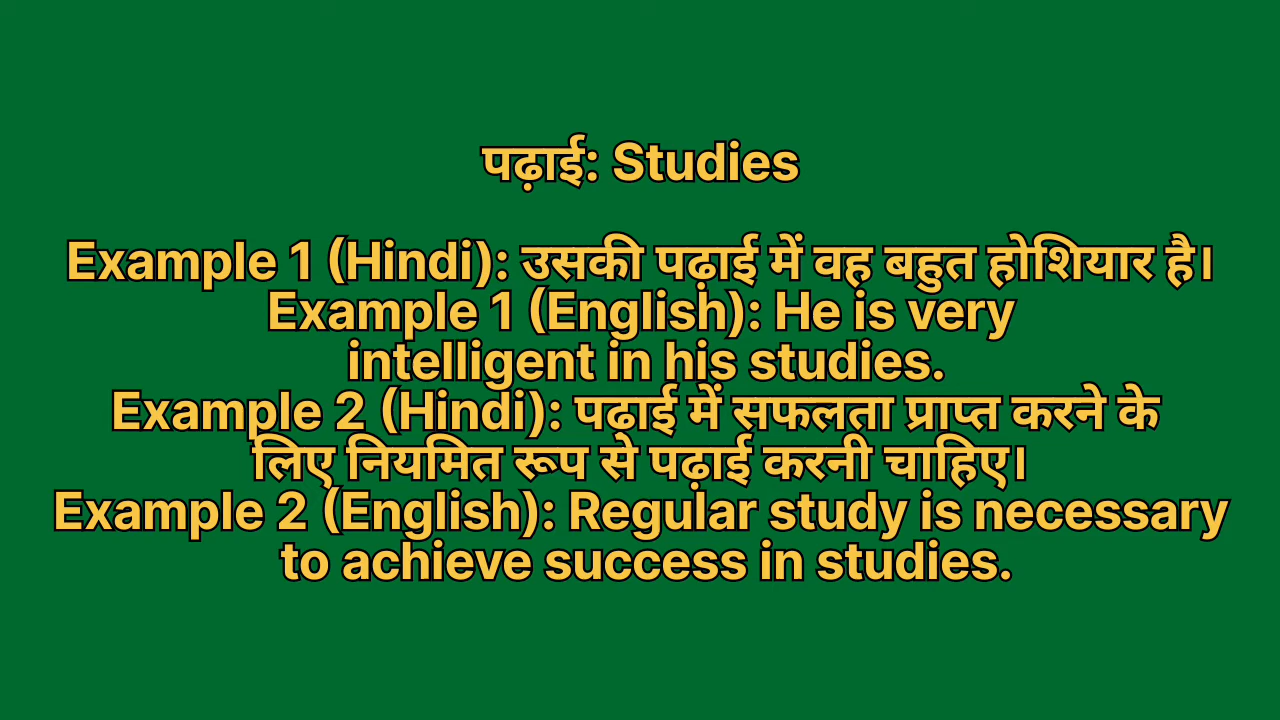 पढ़ाई: Studies
Example 1 (Hindi): उसकी पढ़ाई में वह बहुत होशियार है।
Example 1 (English): He is very
intelligent in his studies.
Example 2 (Hindi): पढ़ाई में सफलता प्राप्त करने के
लिए नियमित रूप से पढ़ाई करनी चाहिए।
Example 2 (English): Regular study is necessary
to achieve success in studies.